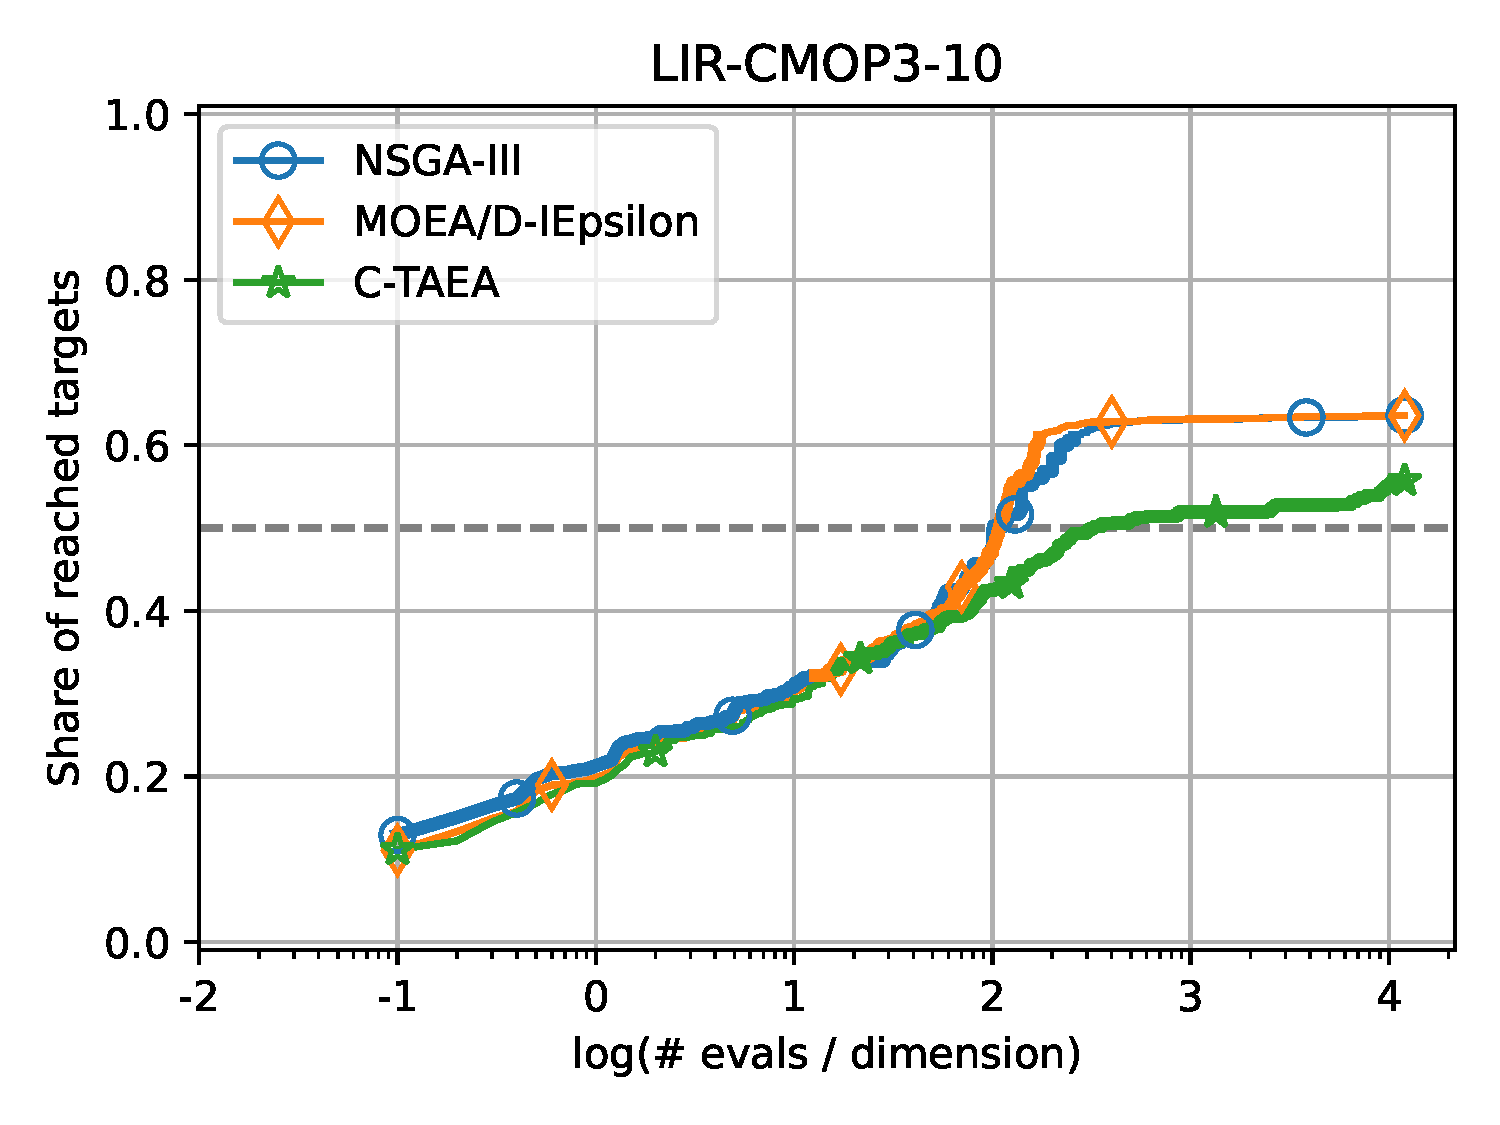 LIR-CMOP3-10
1.0
0.8
0.6
0.4
0.2
0.0
Share of reached targets
NSGA-III
MOEA/D-IEpsilon
C-TAEA
-2 -1 0 1 2 3 4
log(# evals / dimension)